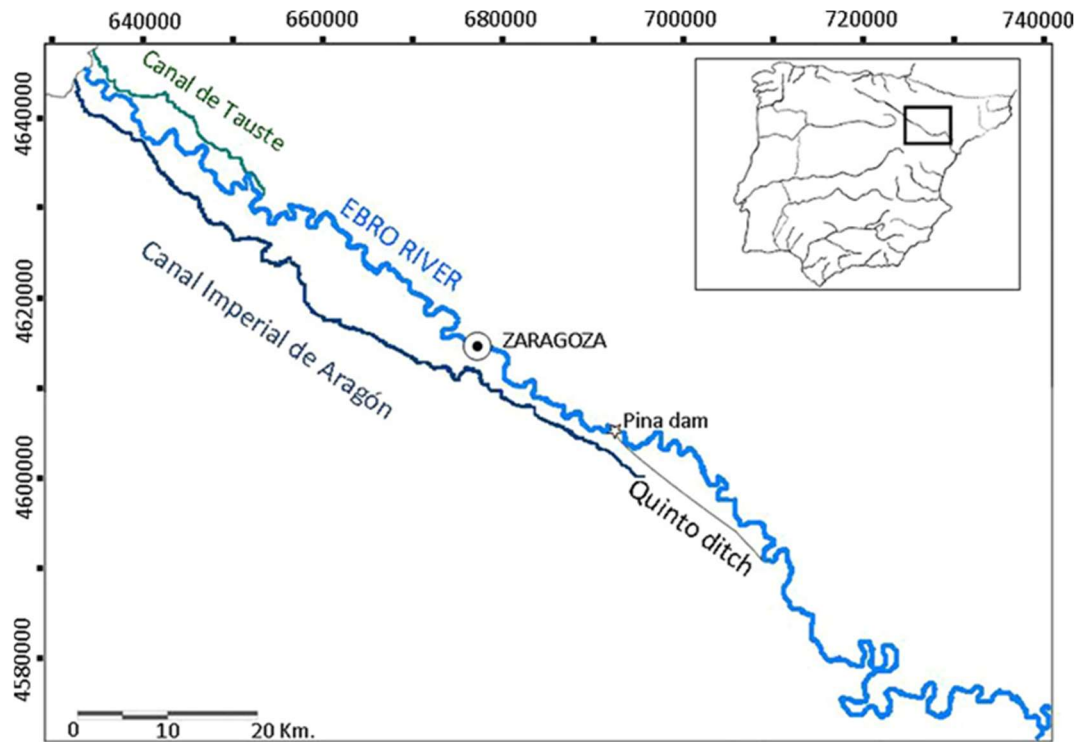 640000 660000 680000 700000 720000 740000
4640000
4620000
4600000
4580000
Canal de Tauste
EBRO RIVER
Canal Imperial de Aragón
ZARAGOZA
Pina dam
Quinto ditch
0 10 20 Km.